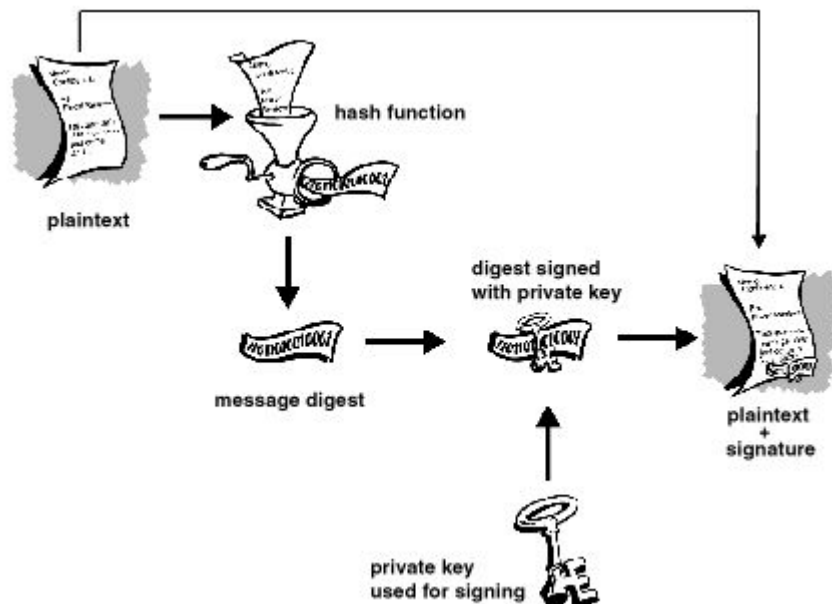 plaintext
hash function
message digest
digest signed
with private key
private key
used for signing
plaintext
+
signature